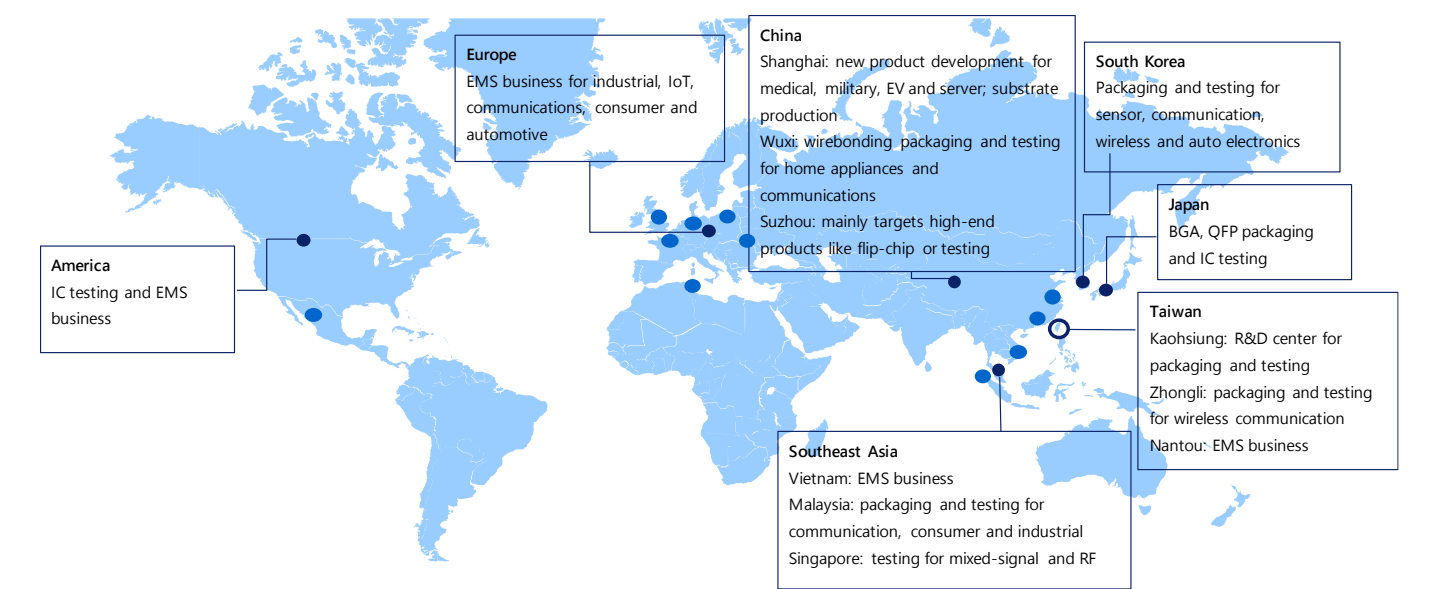 Europe
EMS business for industrial, IoT,
communications, consumer and
automotive
China
Shanghai: new product development for
medical, military, EV and server; substrate
production
Wuxi: wirebonding packaging and testing
for home appliances and
communications
Suzhou: mainly targets high-end
products like flip-chip or testing
South Korea
Packaging and testing for
sensor, communication,
wireless and auto electronics
Japan
BGA, QFP packaging
and IC testing
America
IC testing and EMS
business
Taiwan
Kaohsiung: R&D center for
packaging and testing
Zhongli: packaging and testing
for wireless communication
Nantou: EMS business
Southeast Asia
Vietnam: EMS business
Malaysia: packaging and testing for
communication, consumer and industrial
Singapore: testing for mixed-signal and RF